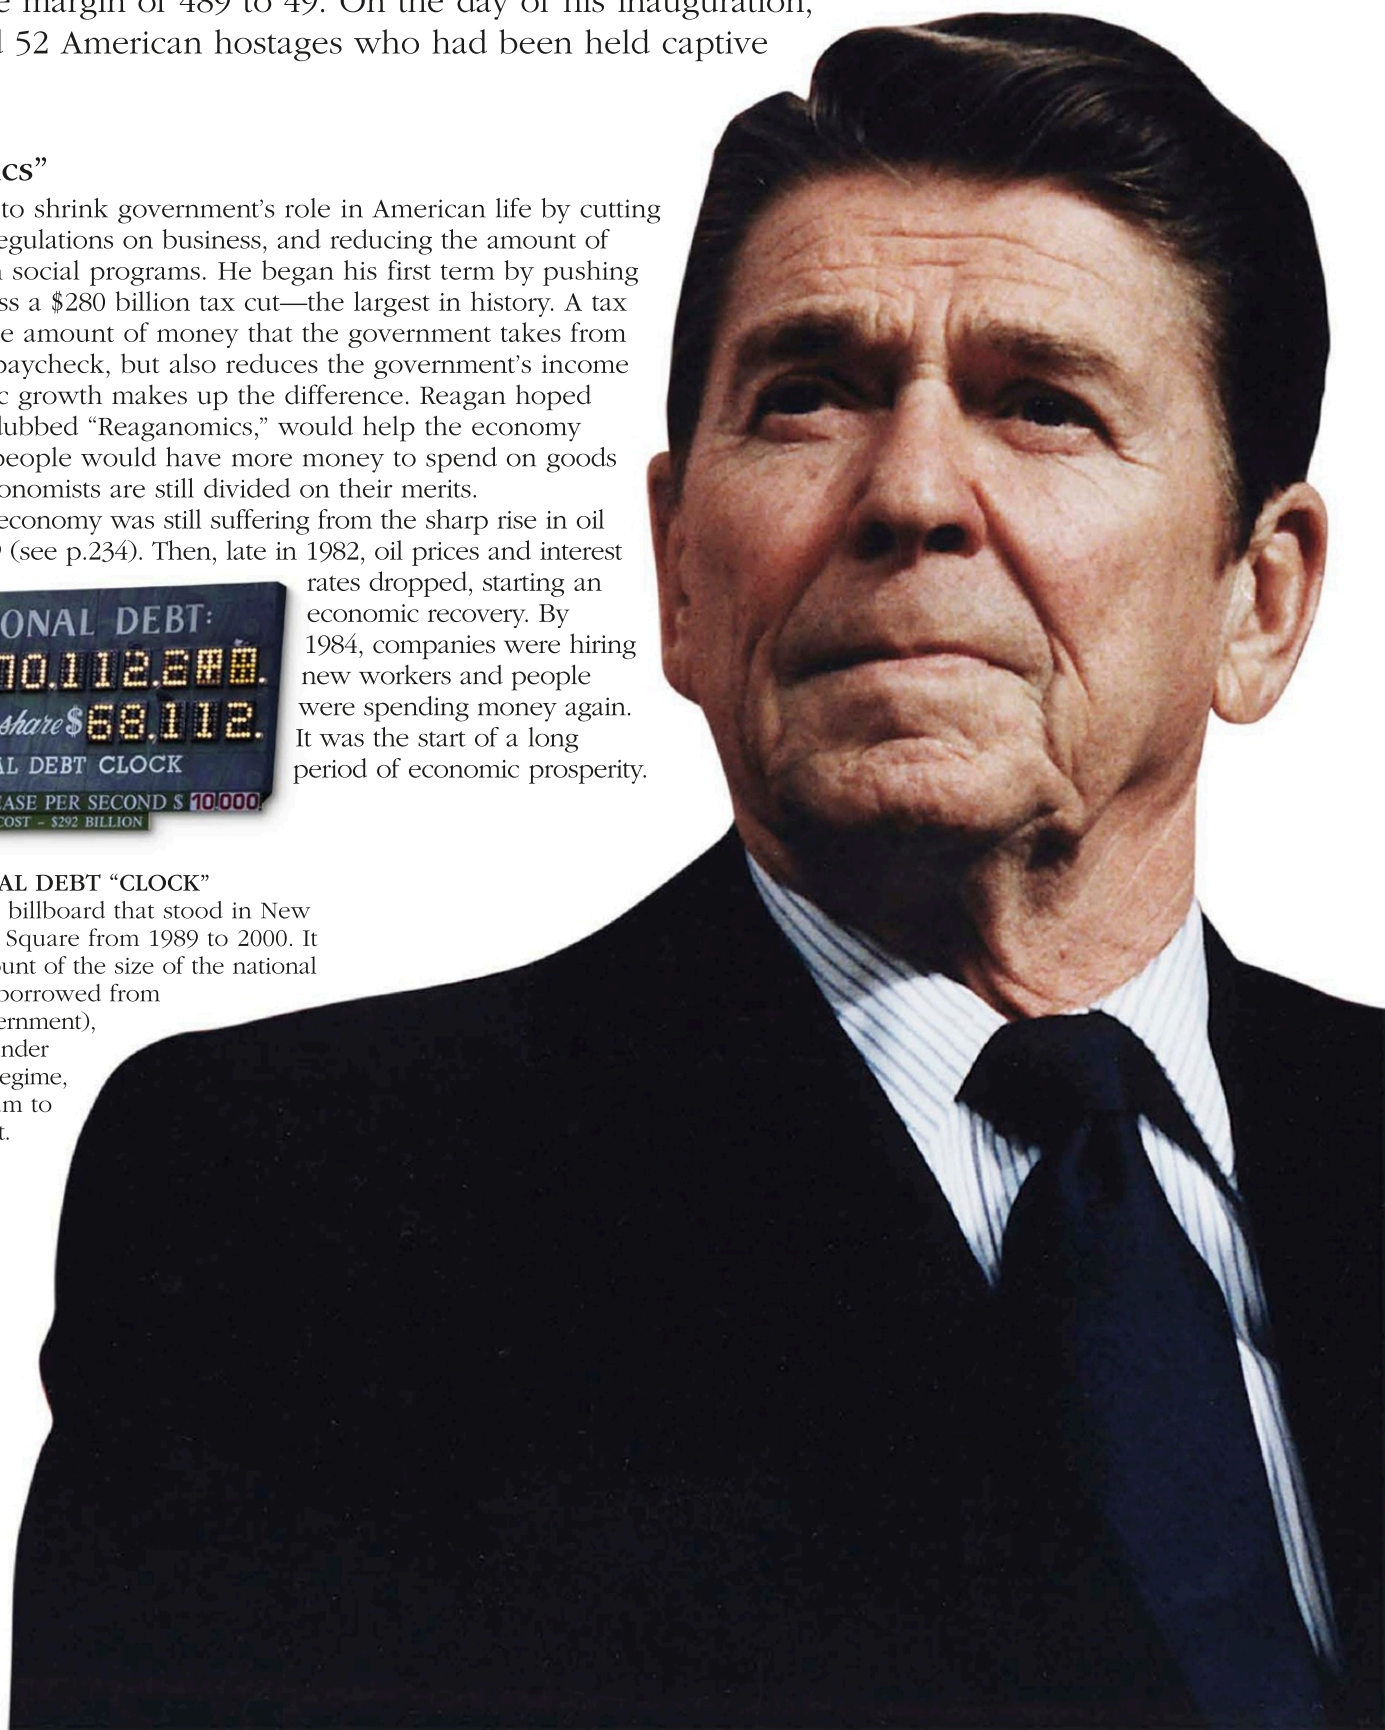 margin of 489 to 49. On the day of his inauguration,
52 American hostages who had been held captive
cs”
to shrink government’s role in American life by cutting
egulations on business, and reducing the amount of
social programs. He began his first term by pushing
ss a $280 billion tax cut—the largest in history. A tax
e amount of money that the government takes from
paycheck, but also reduces the government’s income
c growth makes up the difference. Reagan hoped
dubbed “Reaganomics,” would help the economy
people would have more money to spend on goods
onomists are still divided on their merits.
economy was still suffering from the sharp rise in oil
(see p.234). Then, late in 1982, oil prices and interest
rates dropped, starting an
economic recovery. By
1984, companies were hiring
new workers and people
were spending money again.
It was the start of a long
period of economic prosperity.
ONAL DEBT:
share $68,112.
AL DEBT CLOCK
EASE PER SECOND $ 10,000
COST – $292 BILLION
AL DEBT “CLOCK”
billboard that stood in New
Square from 1989 to 2000. It
ount of the size of the national
borrowed from
ernment),
nder
egime,
m to
t.